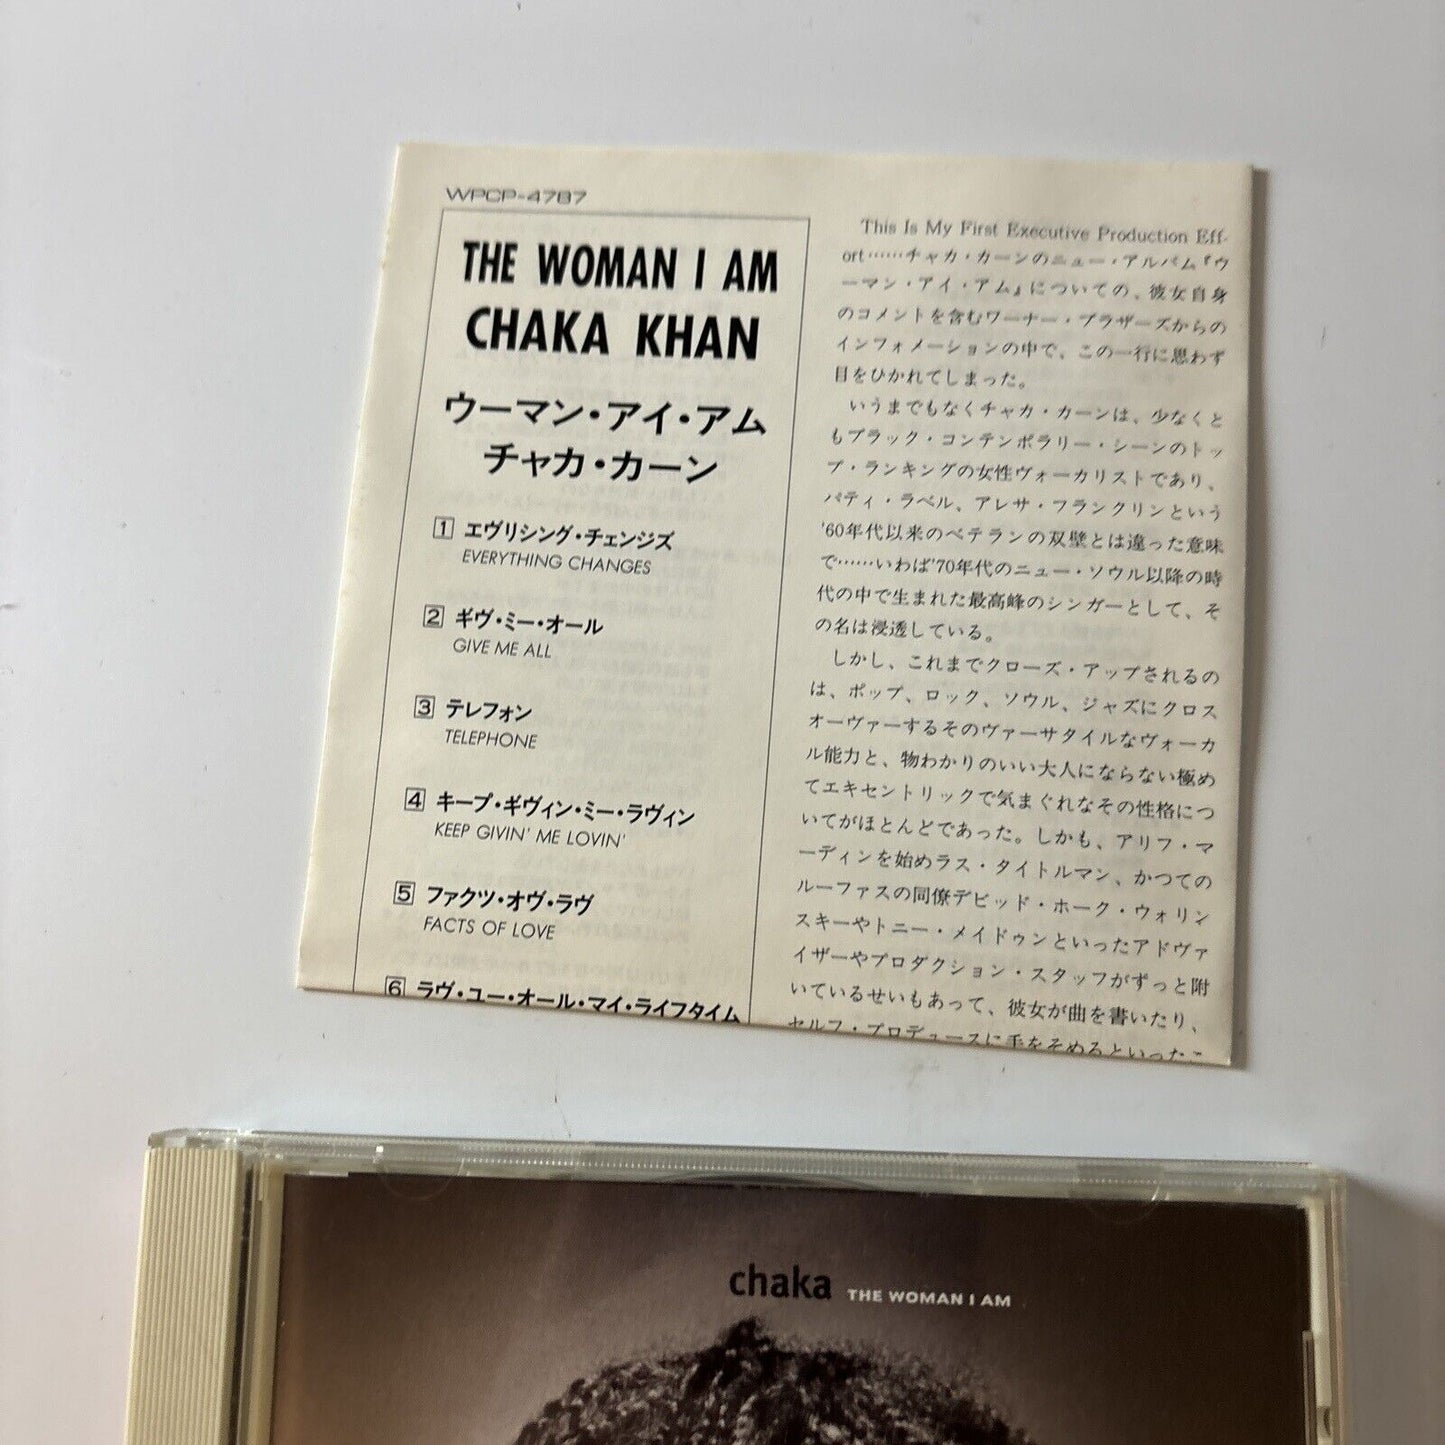 WPCP-4787
THE WOMAN I AM
CHAKA KHAN
ウーマン・アイ・アム
チャカ・カーン
1 エヴリシング・チェンジズ
EVERYTHING CHANGES
2 ギヴ・ミー・オール
GIVE ME ALL
3 テレフォン
TELEPHONE
4 キープ・ギヴィン・ミー・ラヴィン
KEEP GIVIN' ME LOVIN'
5 ファクツ・オヴ・ラヴ
FACTS OF LOVE
6 ラヴ・ユー・オール・マイ・ライフタイム
This Is My First Executive Production Eff-
ort……チャカ・カーンのニュー・アルバム『ウ
ーマン・アイ・アム』についての、彼女自身
のコメントを含むワーナー・ブラザーズからの
インフォメーションの中で、この一行に思わず
目をひかれてしまった。
いうまでもなくチャカ・カーンは、少なくと
もブラック・コンテンポラリー・シーンのトッ
プ・ランキングの女性ヴォーカリストであり、
パティ・ラベル、アレサ・フランクリンという
'60年代以来のベテランの双璧とは違った意味
で……いわば'70年代のニュー・ソウル以降の時
代の中で生まれた最高峰のシンガーとして、そ
の名は浸透している。
しかし、これまでクローズ・アップされるの
は、ポップ、ロック、ソウル、ジャズにクロス
オーヴァーするそのヴァーサタイルなヴォーカ
ル能力と、物わかりのいい大人にならない極め
てエキセントリックで気まぐれなその性格につ
いてがほとんどであった。しかも、アリフ・マ
ーディンを始めラス・タイトルマン、かつての
ルーファスの同僚デビッド・ホーク・ウォリン
スキーやトニー・メイドゥンといったアドヴァ
イザーやプロダクション・スタッフがずっと附
いているせいもあって、彼女が曲を書いたり、
セルフ・プロデュースに手をそめるといったこ
chaka THE WOMAN I AM